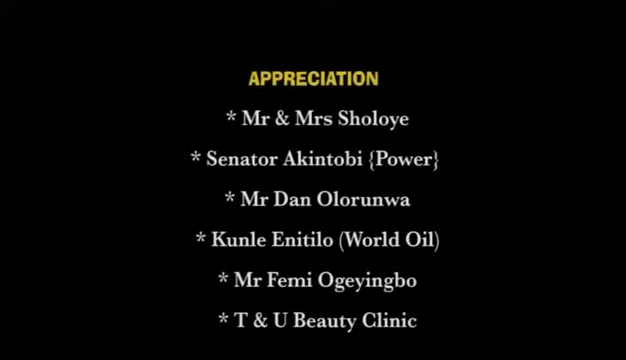 APPRECIATION
* Mr & Mrs Sholoye
* Senator Akintobi {Power}
* Mr Dan Olorunwa
* Kunle Enitilo (World Oil)
* Mr Femi Ogeyingbo
* T & U Beauty Clinic